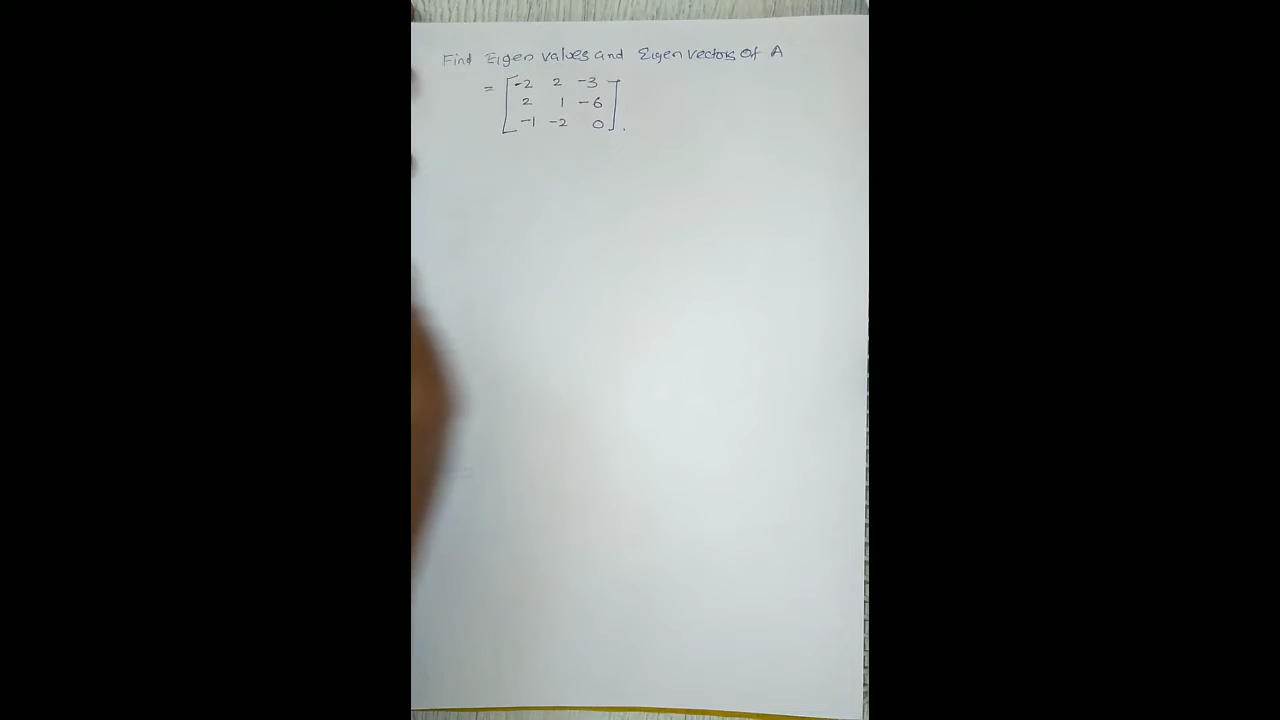 Find Eigen values and Eigen vectors Of A
= [ -2 2 -3
2 1 -6
-1 -2 0 ].